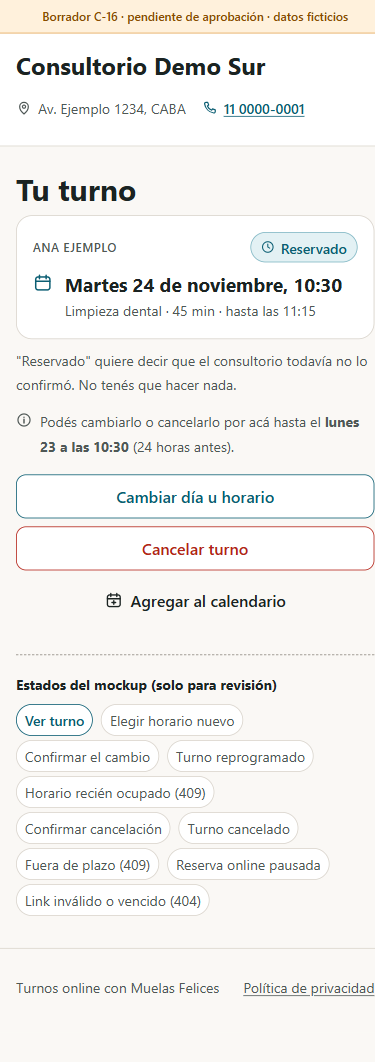 Borrador C-16 · pendiente de aprobación · datos ficticios
Consultorio Demo Sur
Av. Ejemplo 1234, CABA 11 0000-0001
Tu turno
ANA EJEMPLO Reservado
Martes 24 de noviembre, 10:30
Limpieza dental · 45 min · hasta las 11:15
"Reservado" quiere decir que el consultorio todavía no lo
confirmó. No tenés que hacer nada.
Podés cambiarlo o cancelarlo por acá hasta el lunes
23 a las 10:30 (24 horas antes).
Cambiar día u horario
Cancelar turno
Agregar al calendario
Estados del mockup (solo para revisión)
Ver turno Elegir horario nuevo
Confirmar el cambio Turno reprogramado
Horario recién ocupado (409)
Confirmar cancelación Turno cancelado
Fuera de plazo (409) Reserva online pausada
Link inválido o vencido (404)
Turnos online con Muelas Felices Política de privacidad